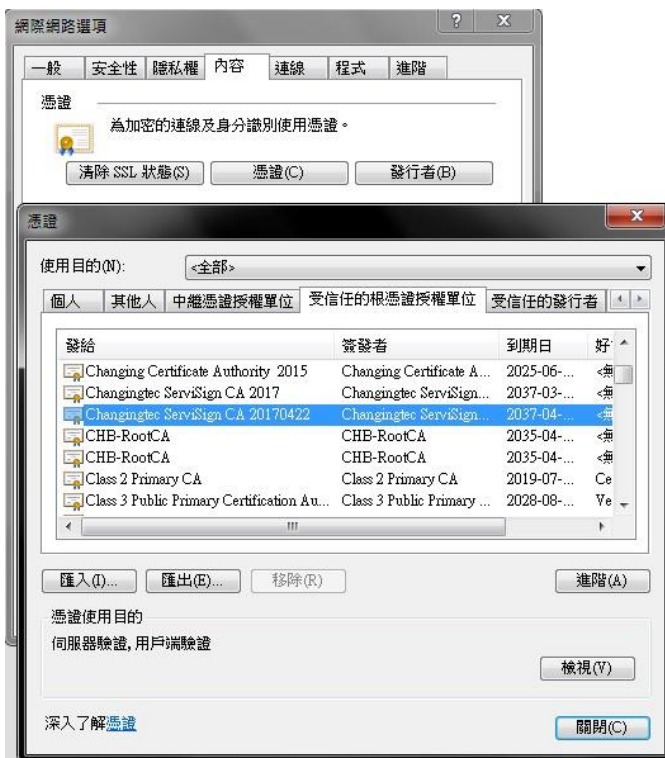 網際網路選項
一般 安全性 隱私權 內容 連線 程式 進階
憑證
為加密的連線及身分識別使用憑證。
清除 SSL 狀態(S) 憑證(C) 發行者(B)
憑證
使用目的(N): <全部>
個人 其他人 中繼憑證授權單位 受信任的根憑證授權單位 受信任的發行者
發給 簽發者 到期日 好
Changing Certificate Authority 2015 Changing Certificate A... 2025-06-... <無
Changingtec ServiSign CA 2017 Changingtec ServiSign... 2037-03-... <無
Changingtec ServiSign CA 20170422 Changingtec ServiSign... 2037-04-... <無
CHB-RootCA CHB-RootCA 2035-04-... <無
CHB-RootCA CHB-RootCA 2035-04-... <無
Class 2 Primary CA Class 2 Primary CA 2019-07-... Ce
Class 3 Public Primary Certification Au... Class 3 Public Primary ... 2028-08-... Ve
匯入(I)... 匯出(E)... 移除(R) 進階(A)
憑證使用目的
伺服器驗證, 用戶端驗證
檢視(V)
深入了解憑證
關閉(C)